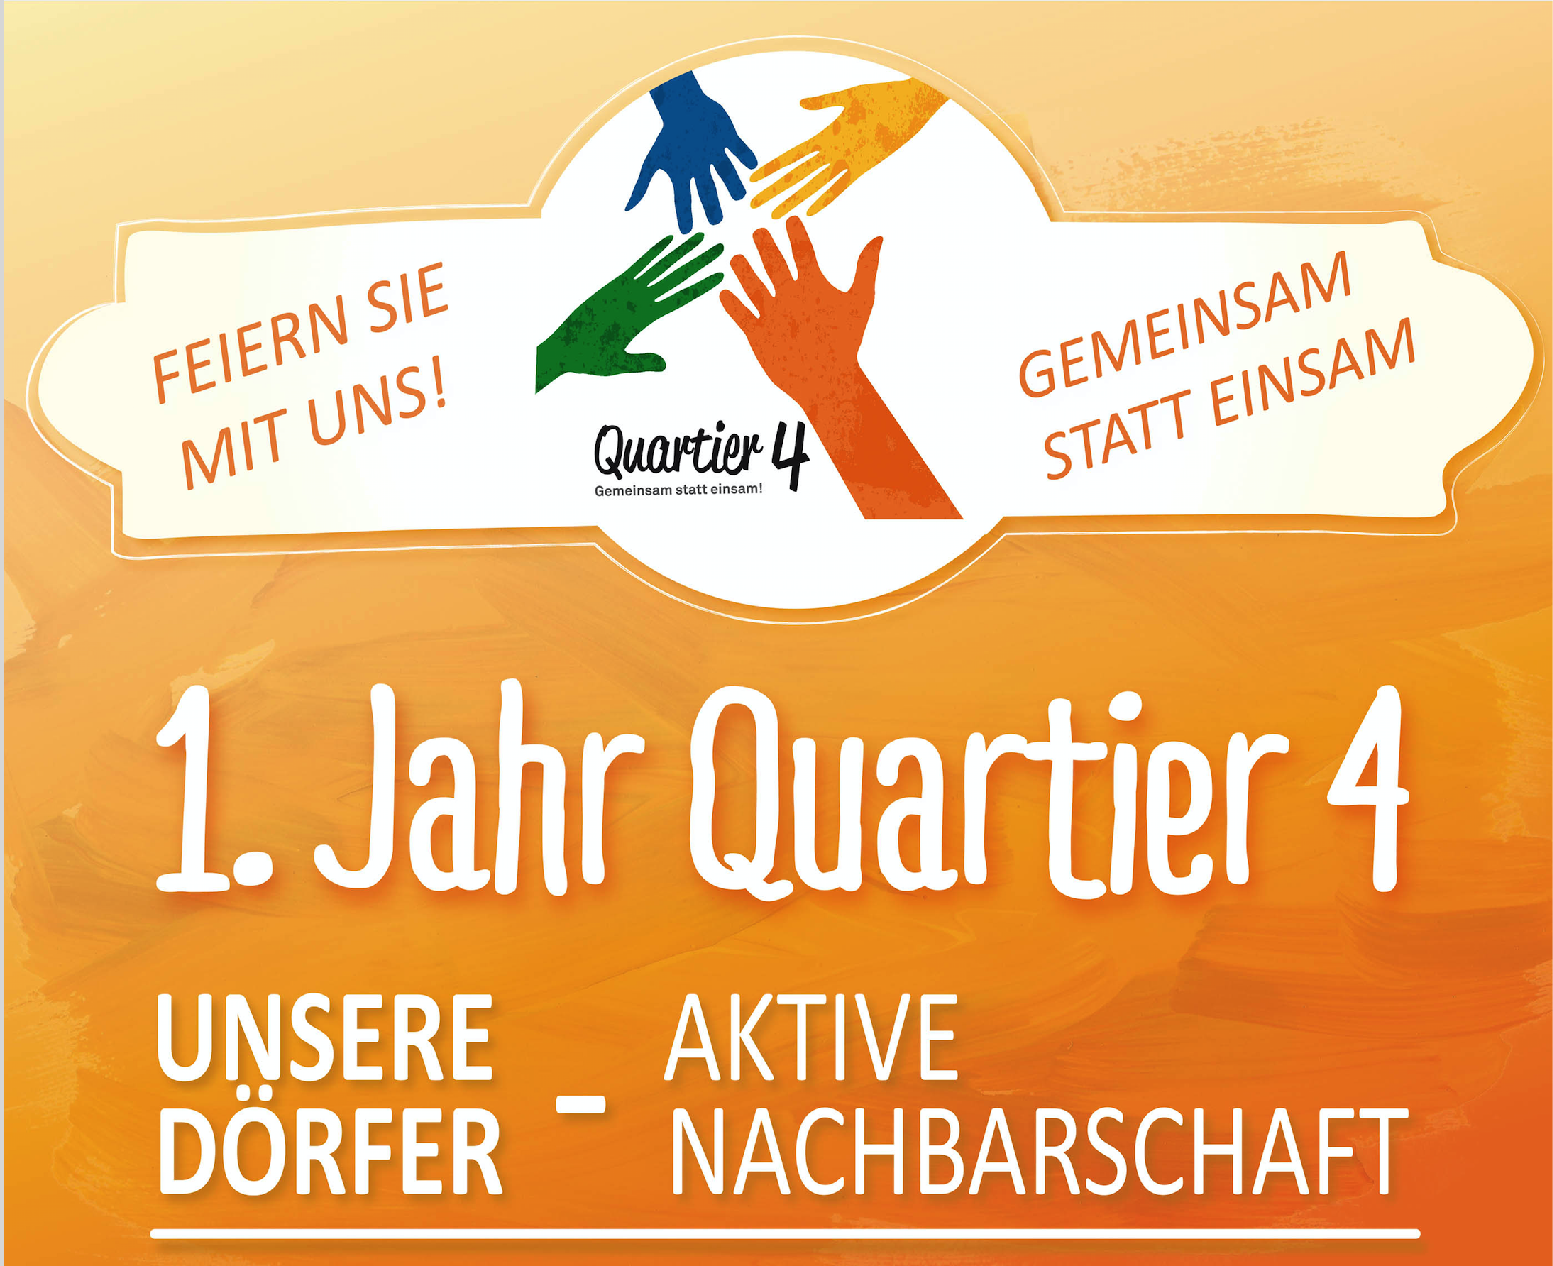 FEIERN SIE
MIT UNS!
Quartier 4
Gemeinsam statt einsam!
GEMEINSAM
STATT EINSAM
1. Jahr Quartier 4
UNSERE
DÖRFER
-
AKTIVE
NACHBARSCHAFT